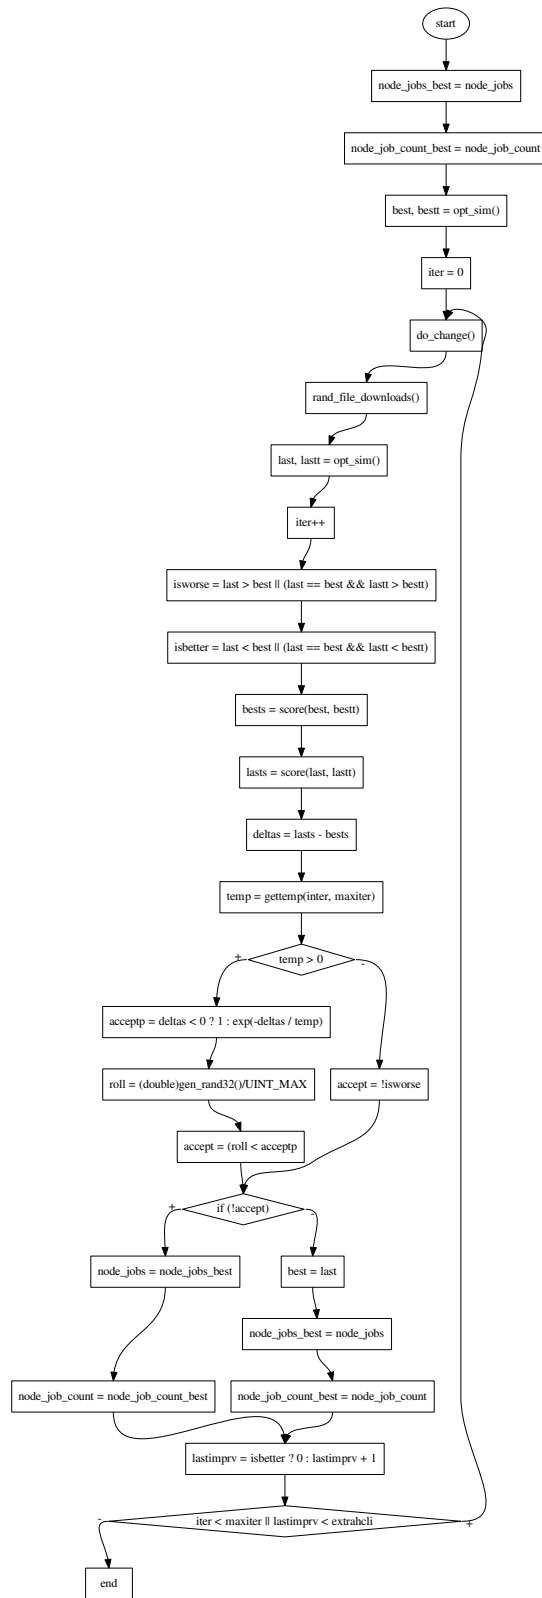 start
node_jobs_best = node_jobs
node_job_count_best = node_job_count
best, bestt = opt_sim()
iter = 0
do_change()
rand_file_downloads()
last, lastt = opt_sim()
iter++
isworse = last > best || (last == best && lastt > bestt)
isbetter = last < best || (last == best && lastt < bestt)
bests = score(best, bestt)
lasts = score(last, lastt)
deltas = lasts - bests
temp = gettemp(inter, maxiter)
temp > 0
+
-
acceptp = deltas < 0 ? 1 : exp(-deltas / temp)
roll = (double)gen_rand32()/UINT_MAX
accept = !isworse
accept = (roll < acceptp
if (!accept)
+
-
node_jobs = node_jobs_best
best = last
node_jobs_best = node_jobs
node_job_count = node_job_count_best
node_job_count_best = node_job_count
lastimprv = isbetter ? 0 : lastimprv + 1
iter < maxiter || lastimprv < extrahcli
-
+
end